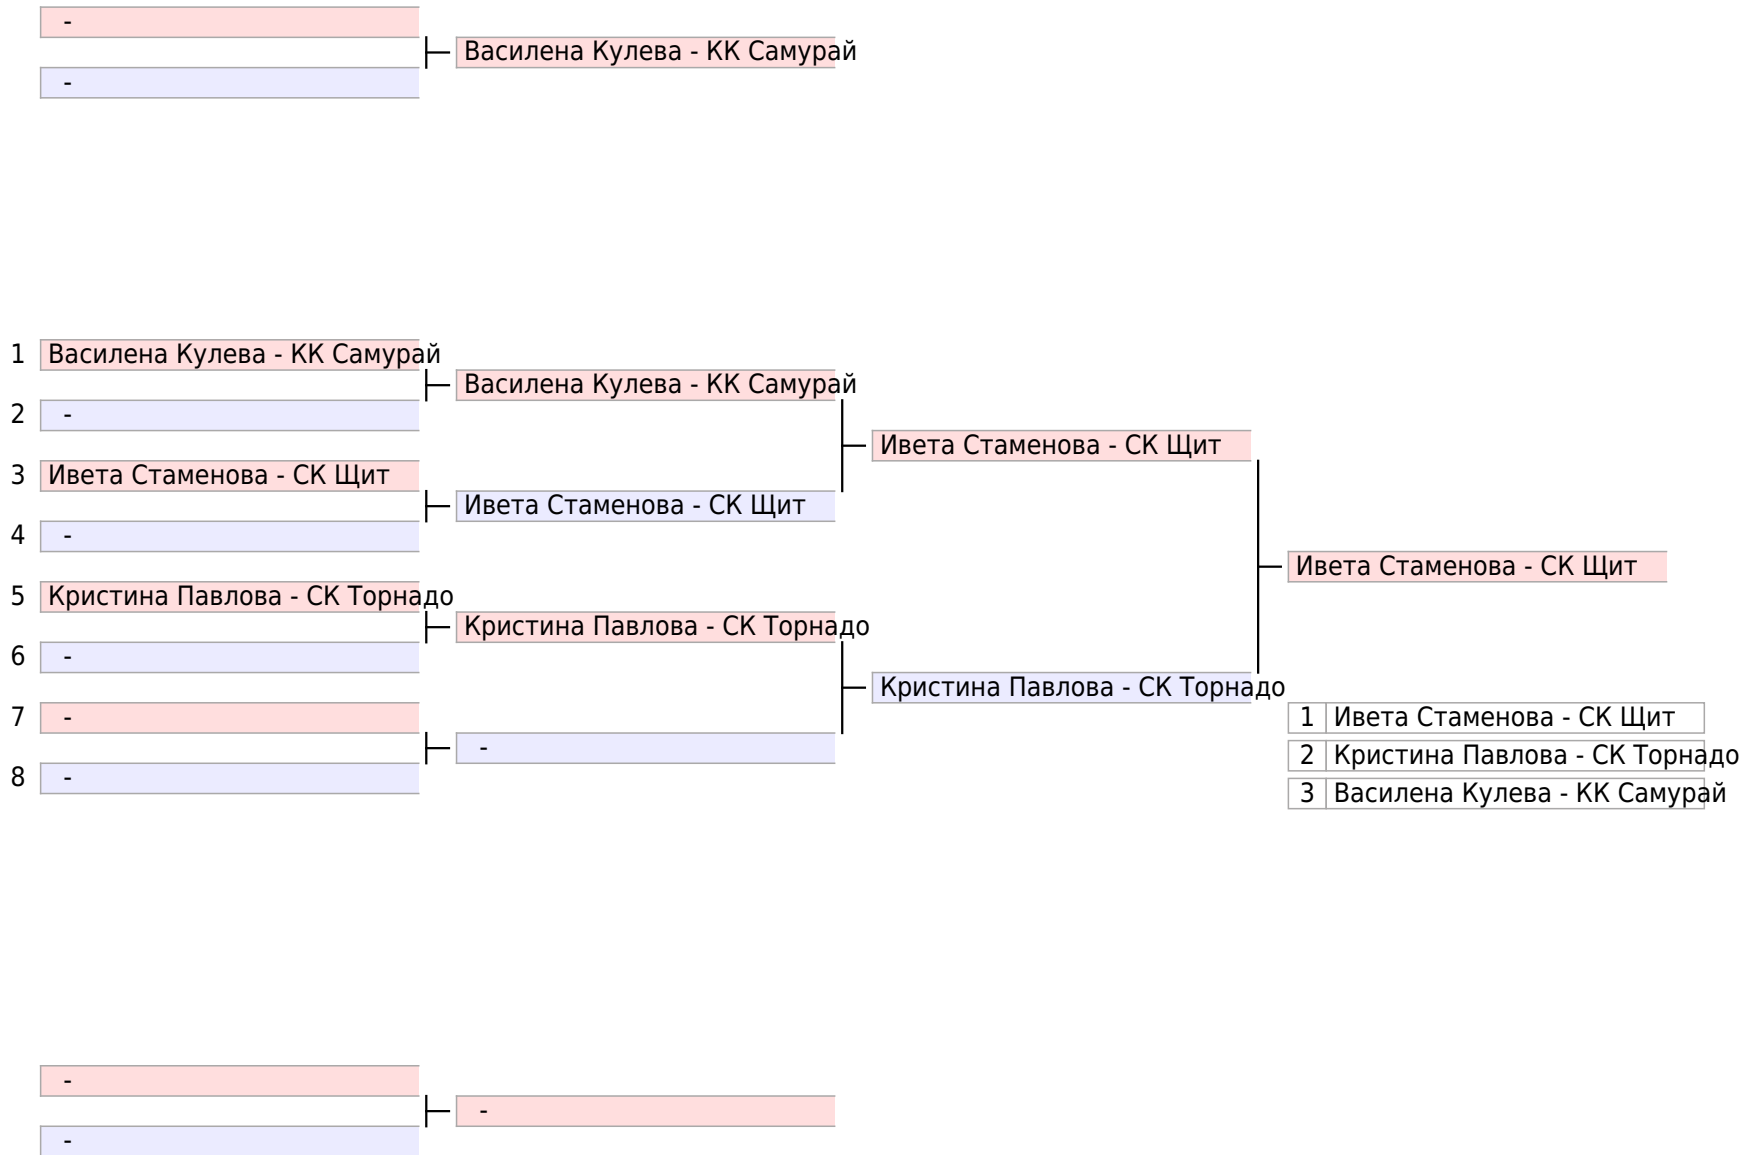 -
Василена Кулева - КК Самурай
-
1 Василена Кулева - КК Самурай
Василена Кулева - КК Самурай
2 -
Ивета Стаменова - СК Щит
3 Ивета Стаменова - СК Щит
Ивета Стаменова - СК Щит
4 -
Ивета Стаменова - СК Щит
5 Кристина Павлова - СК Торнадо
Кристина Павлова - СК Торнадо
6 -
Кристина Павлова - СК Торнадо
7 -
1 Ивета Стаменова - СК Щит
-
2 Кристина Павлова - СК Торнадо
8 -
3 Василена Кулева - КК Самурай
-
-
-